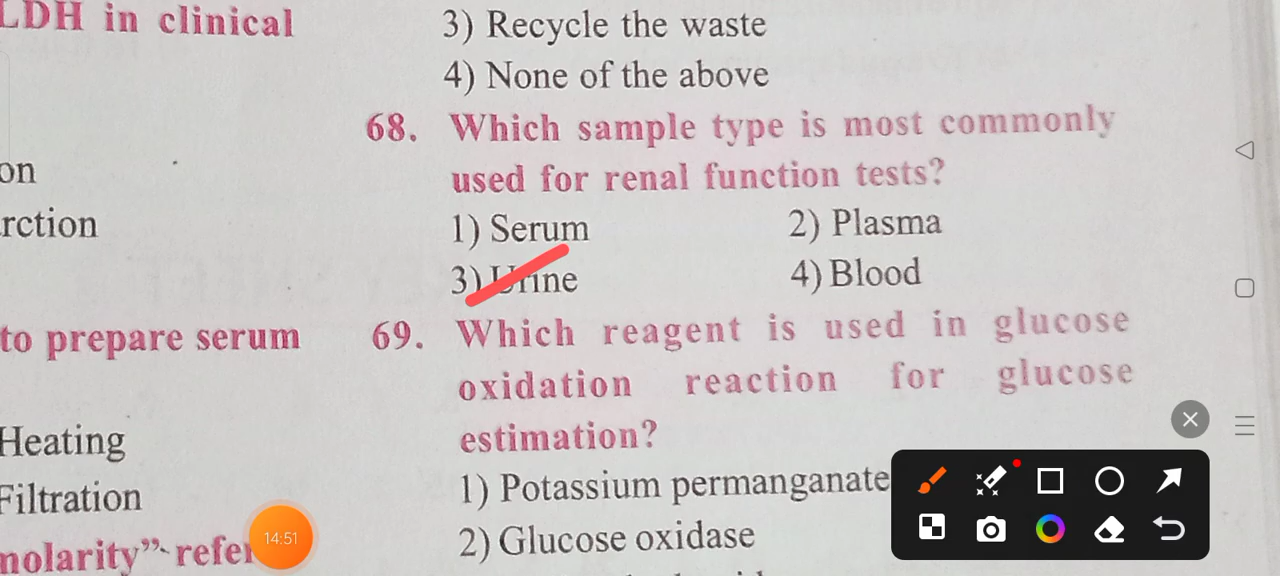 LDH in clinical
on
rction
to prepare serum
Heating
Filtration
molarity” refer
3) Recycle the waste
4) None of the above
68. Which sample type is most commonly
used for renal function tests?
1) Serum 2) Plasma
3) Urine 4) Blood
69. Which reagent is used in glucose
oxidation reaction for glucose
estimation?
1) Potassium permanganate
2) Glucose oxidase
14:51